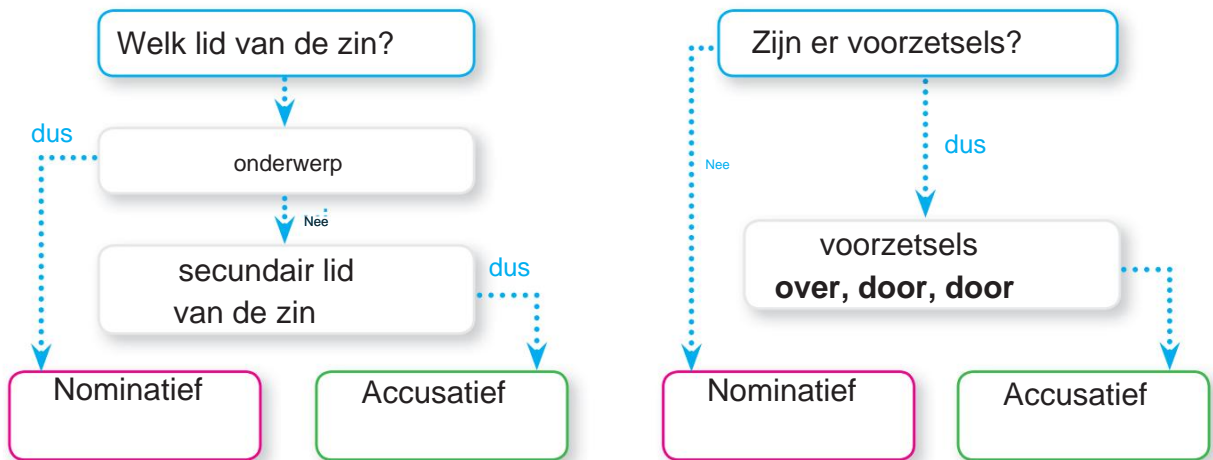 Welk lid van de zin?
dus
onderwerp
Nee
secundair lid
van de zin
dus
Nominatief
Accusatief
Zijn er voorzetsels?
Nee
dus
voorzetsels
over, door, door
Nominatief
Accusatief